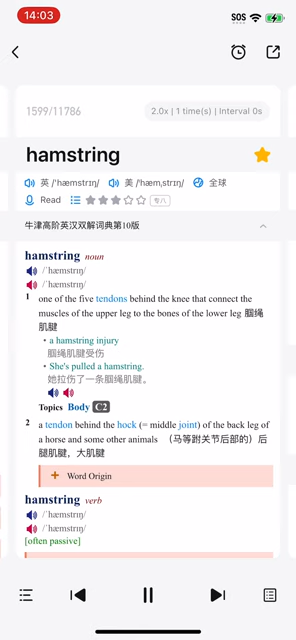 14:03
SOS
1599/11786
2.0x | 1 time(s) | Interval 0s
hamstring
英 /'hæmstrɪŋ/ 美 /'hæm,strɪŋ/ 全球
Read 专八
牛津高阶英汉双解词典第10版
hamstring noun
/ˈhæmstrɪŋ/
/ˈhæmstrɪŋ/
1 one of the five tendons behind the knee that connect the
muscles of the upper leg to the bones of the lower leg 腘绳
肌腱
• a hamstring injury
腘绳肌腱受伤
• She's pulled a hamstring.
她拉伤了一条腘绳肌腱。
Topics Body C2
2 a tendon behind the hock (= middle joint) of the back leg of
a horse and some other animals （马等跗关节后部的）后
腿肌腱，大肌腱
+ Word Origin
hamstring verb
/ˈhæmstrɪŋ/
/ˈhæmstrɪŋ/
[often passive]